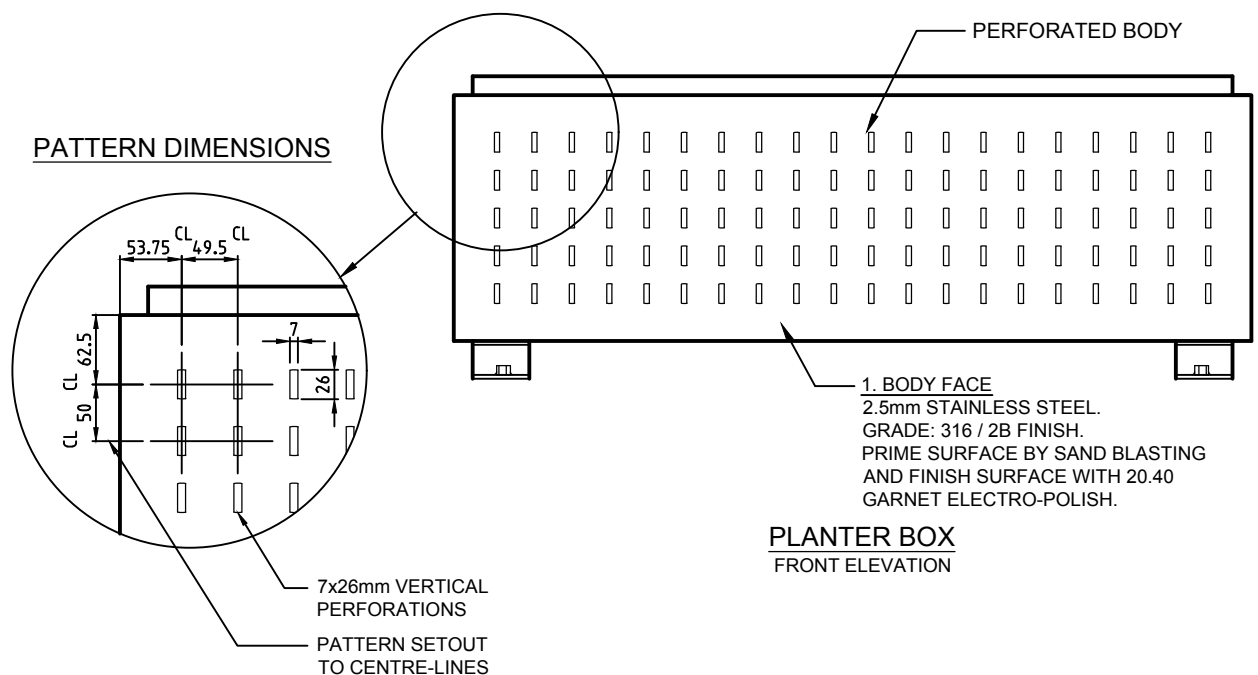 PERFORATED BODY
PATTERN DIMENSIONS
CL CL
53.75 49.5
62.5
7
26
CL
50
CL
1. BODY FACE
2.5mm STAINLESS STEEL.
GRADE: 316 / 2B FINISH.
PRIME SURFACE BY SAND BLASTING
AND FINISH SURFACE WITH 20.40
GARNET ELECTRO-POLISH.
PLANTER BOX
FRONT ELEVATION
7x26mm VERTICAL
PERFORATIONS
PATTERN SETOUT
TO CENTRE-LINES